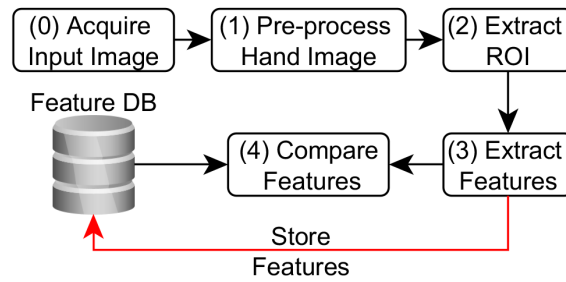 (0) Acquire
Input Image
(1) Pre-process
Hand Image
(2) Extract
ROI
Feature DB
(4) Compare
Features
(3) Extract
Features
Store
Features